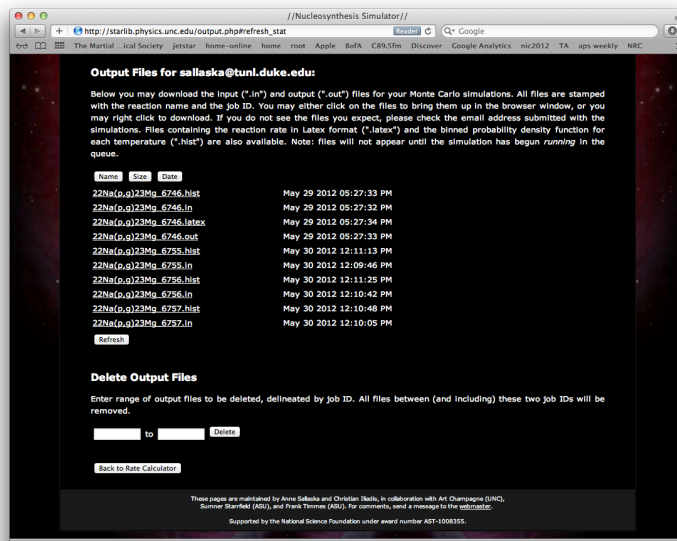 //Nucleosynthesis Simulator//
http://starlib.physics.unc.edu/output.php#refresh_stat
Reader
Google
The Martial ...ical Society jetstar home-online home root Apple BofA C89.5fm Discover Google Analytics nic2012 TA aps weekly NRC
Output Files for sallaska@tunl.duke.edu:
Below you may download the input (".in") and output (".out") files for your Monte Carlo simulations. All files are stamped
with the reaction name and the job ID. You may either click on the files to bring them up in the browser window, or you
may right click to download. If you do not see the files you expect, please check the email address submitted with the
simulations. Files containing the reaction rate in Latex format (".latex") and the binned probability density function for
each temperature (".hist") are also available. Note: files will not appear until the simulation has begun running in the
queue.
Name Size Date
22Na(p,g)23Mg_6746.hist May 29 2012 05:27:33 PM
22Na(p,g)23Mg_6746.in May 29 2012 05:27:32 PM
22Na(p,g)23Mg_6746.latex May 29 2012 05:27:34 PM
22Na(p,g)23Mg_6746.out May 29 2012 05:27:33 PM
22Na(p,g)23Mg_6755.hist May 30 2012 12:11:13 PM
22Na(p,g)23Mg_6755.in May 30 2012 12:09:46 PM
22Na(p,g)23Mg_6756.hist May 30 2012 12:11:25 PM
22Na(p,g)23Mg_6756.in May 30 2012 12:10:42 PM
22Na(p,g)23Mg_6757.hist May 30 2012 12:10:48 PM
22Na(p,g)23Mg_6757.in May 30 2012 12:10:05 PM
Refresh
Delete Output Files
Enter range of output files to be deleted, delineated by job ID. All files between (and including) these two job IDs will be
removed.
to Delete
Back to Rate Calculator
These pages are maintained by Anne Sallaska and Christian Iliadis, in collaboration with Art Champagne (UNC),
Sumner Starrfield (ASU), and Frank Timmes (ASU). For comments, send a message to the webmaster.
Supported by the National Science Foundation under award number AST-1008355.